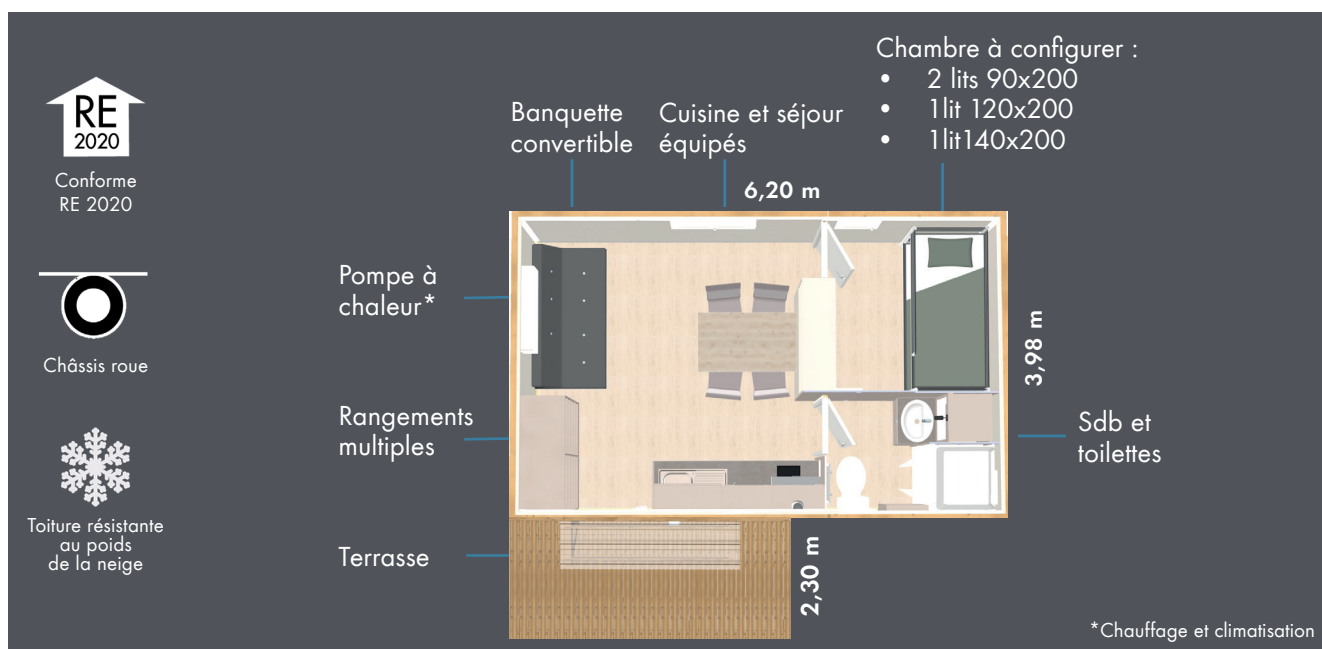 RE
2020
Conforme
RE 2020
Châssis roue
Toiture résistante
au poids
de la neige
Banquette
convertible
Cuisine et séjour
équipés
Chambre à configurer :
• 2 lits 90x200
• 1lit 120x200
• 1lit140x200
6,20 m
Pompe à
chaleur*
3,98 m
Rangements
multiples
Sdb et
toilettes
Terrasse
2,30 m
*Chauffage et climatisation